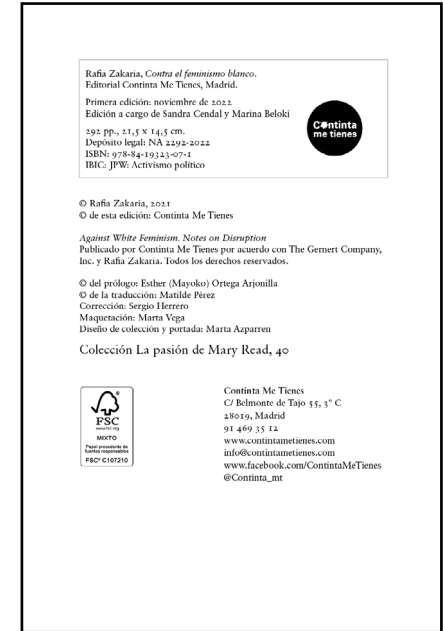 Rafia Zakaria, Contra el feminismo blanco.
Editorial Continta Me Tienes, Madrid.
Primera edición: noviembre de 2022
Edición a cargo de Sandra Cendal y Marina Beloki
292 pp., 21,5 x 14,5 cm.
Depósito legal: NA 2292-2022
ISBN: 978-84-19323-07-1
IBIC: JPW: Activismo político
Continta
me tienes
© Rafia Zakaria, 2021
© de esta edición: Continta Me Tienes
Against White Feminism. Notes on Disruption
Publicado por Continta Me Tienes por acuerdo con The Gernert Company,
Inc. y Rafia Zakaria. Todos los derechos reservados.
© del prólogo: Esther (Mayoko) Ortega Arjonilla
© de la traducción: Matilde Pérez
Corrección: Sergio Herrero
Maquetación: Marta Vega
Diseño de colección y portada: Marta Azparren
Colección La pasión de Mary Read, 40
FSC
www.fsc.org
MIXTO
Papel procedente de
fuentes responsables
FSC® C107210
Continta Me Tienes
C/ Belmonte de Tajo 55, 3º C
28019, Madrid
91 469 35 12
www.contintametienes.com
info@contintametienes.com
www.facebook.com/ContintaMeTienes
@Continta_mt